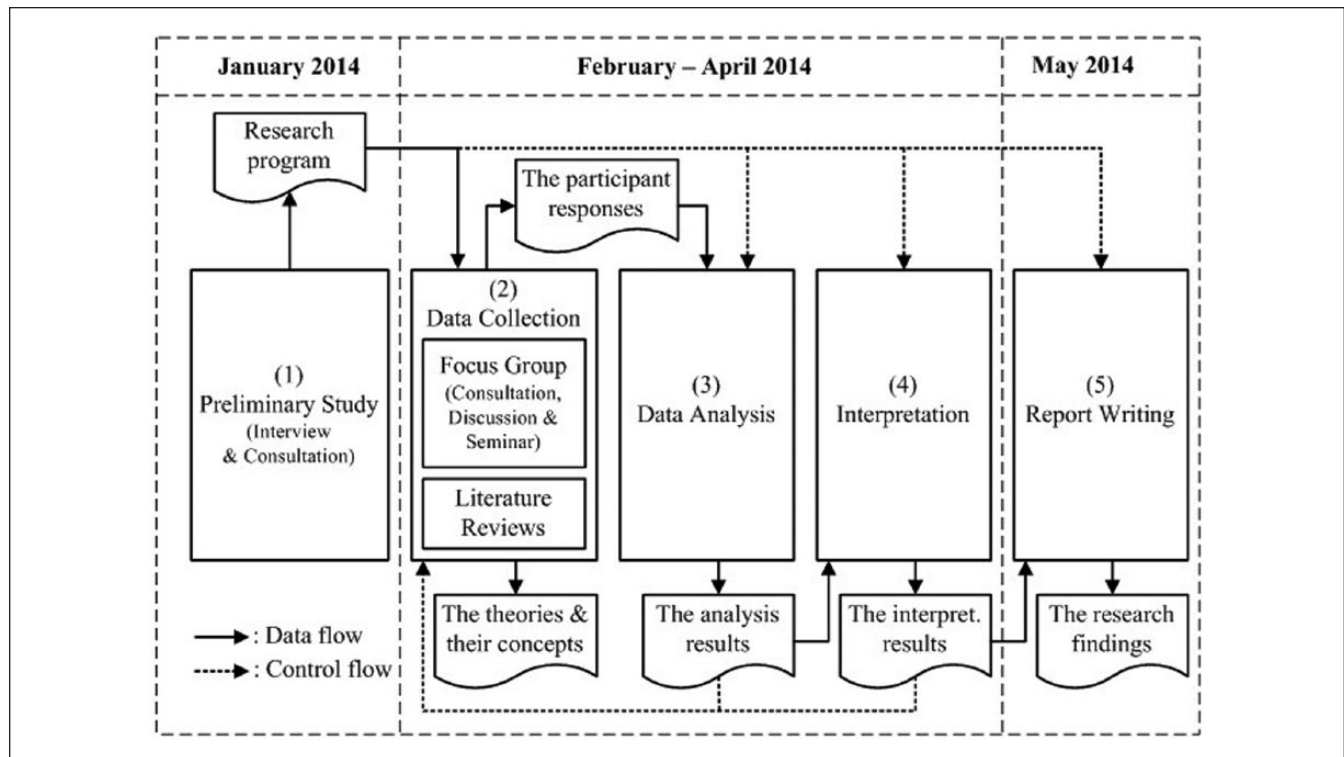 January 2014
February – April 2014
May 2014
Research
program
The participant
responses
(1)
Preliminary Study
(Interview
& Consultation)
(2)
Data Collection
Focus Group
(Consultation,
Discussion &
Seminar)
Literature
Reviews
(3)
Data Analysis
(4)
Interpretation
(5)
Report Writing
The theories &
their concepts
The analysis
results
The interpret.
results
The research
findings
: Data flow
: Control flow